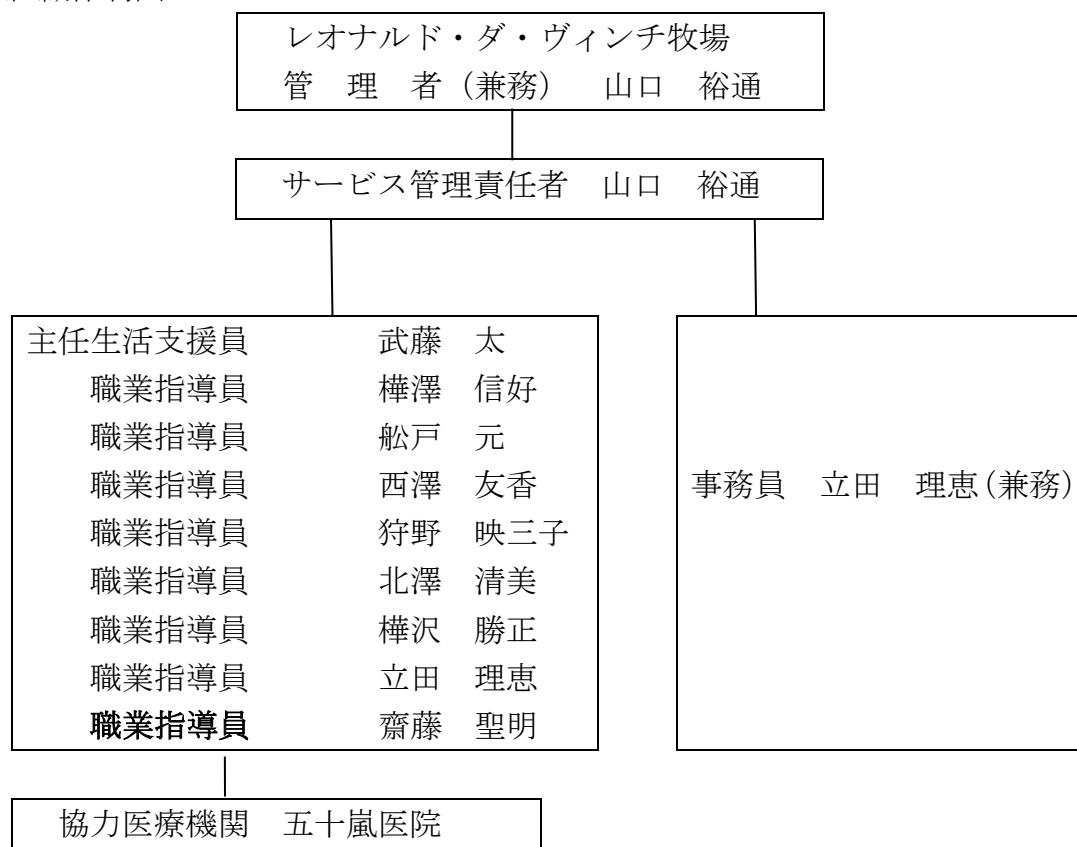 レオナルド・ダ・ヴィンチ牧場
管　理　者（兼務）　山口　裕通
サービス管理責任者　山口　裕通
主任生活支援員　武藤　太
職業指導員　樺澤　信好
職業指導員　舩戸　元
職業指導員　西澤　友香
職業指導員　狩野　映三子
職業指導員　北澤　清美
職業指導員　樺沢　勝正
職業指導員　立田　理恵
職業指導員　齋藤　聖明
事務員　立田　理恵（兼務）
協力医療機関　五十嵐医院